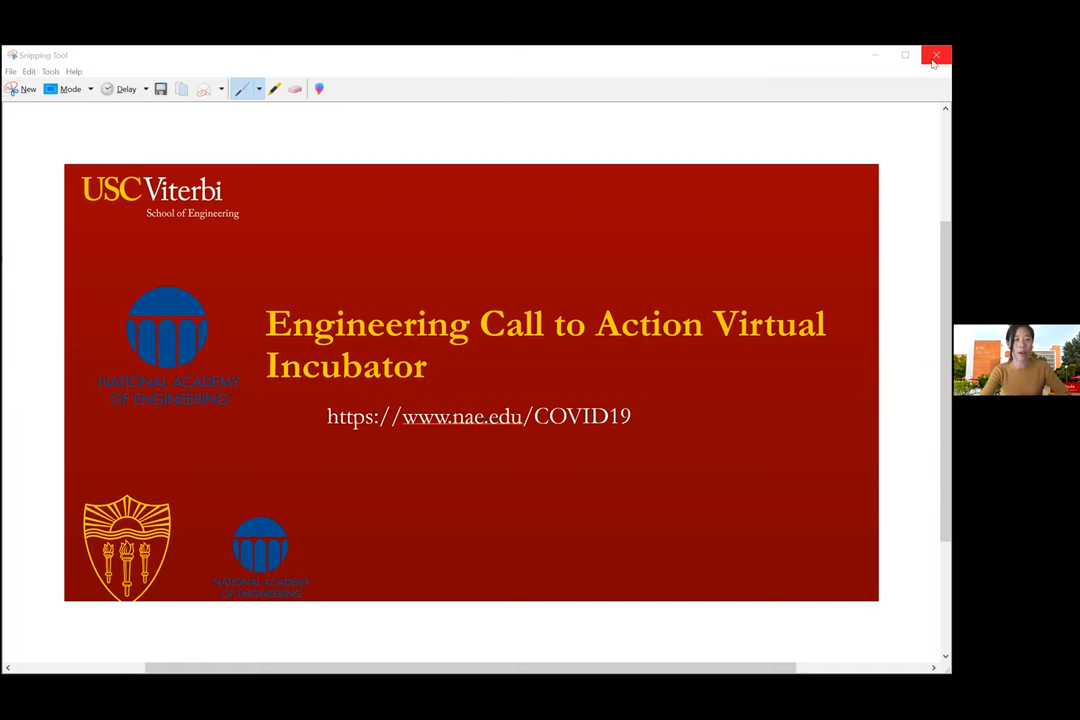 Snipping Tool
File Edit Tools Help
New Mode Delay
USC Viterbi
School of Engineering
NATIONAL ACADEMY
OF ENGINEERING
Engineering Call to Action Virtual
Incubator
https://www.nae.edu/COVID19
NATIONAL ACADEMY
OF ENGINEERING